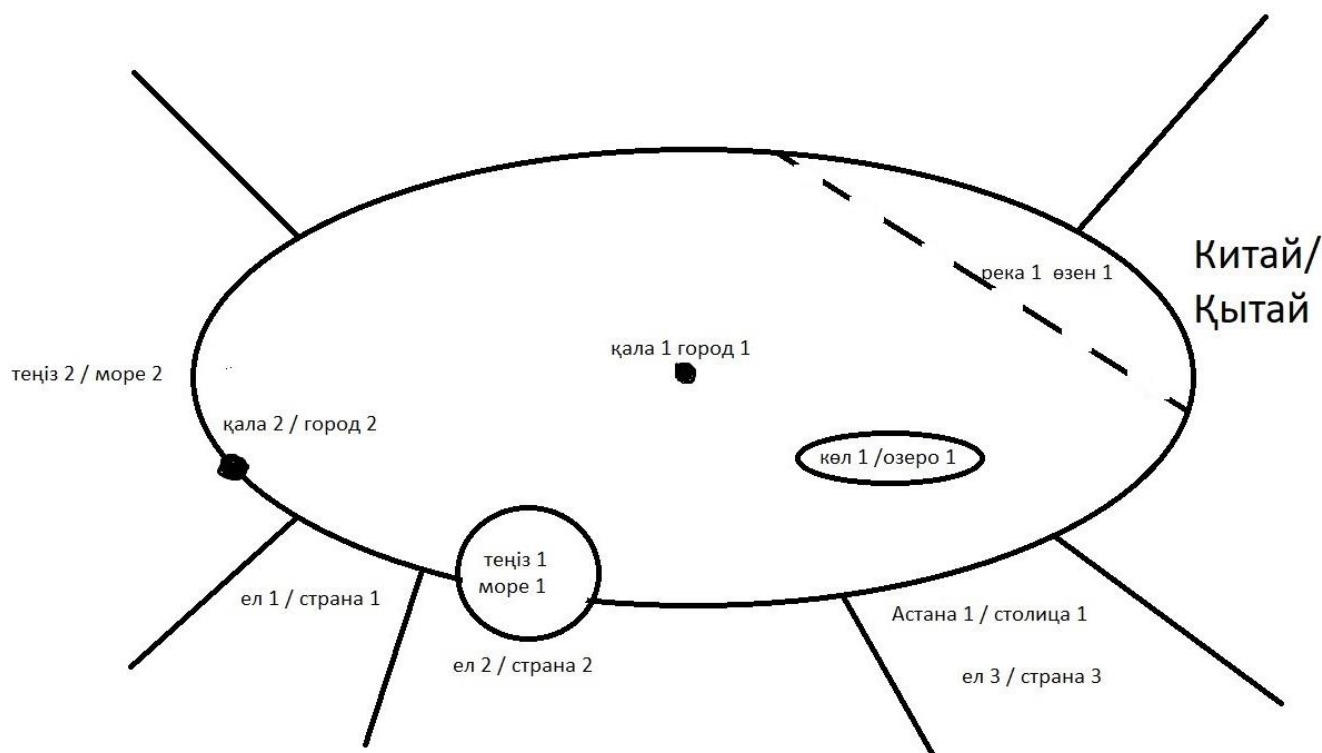 Китай/
Қытай
река 1 өзен 1
қала 1 город 1
теңіз 2 / море 2
қала 2 / город 2
көл 1 /озеро 1
теңіз 1
море 1
ел 1 / страна 1
Астана 1 / столица 1
ел 2 / страна 2
ел 3 / страна 3